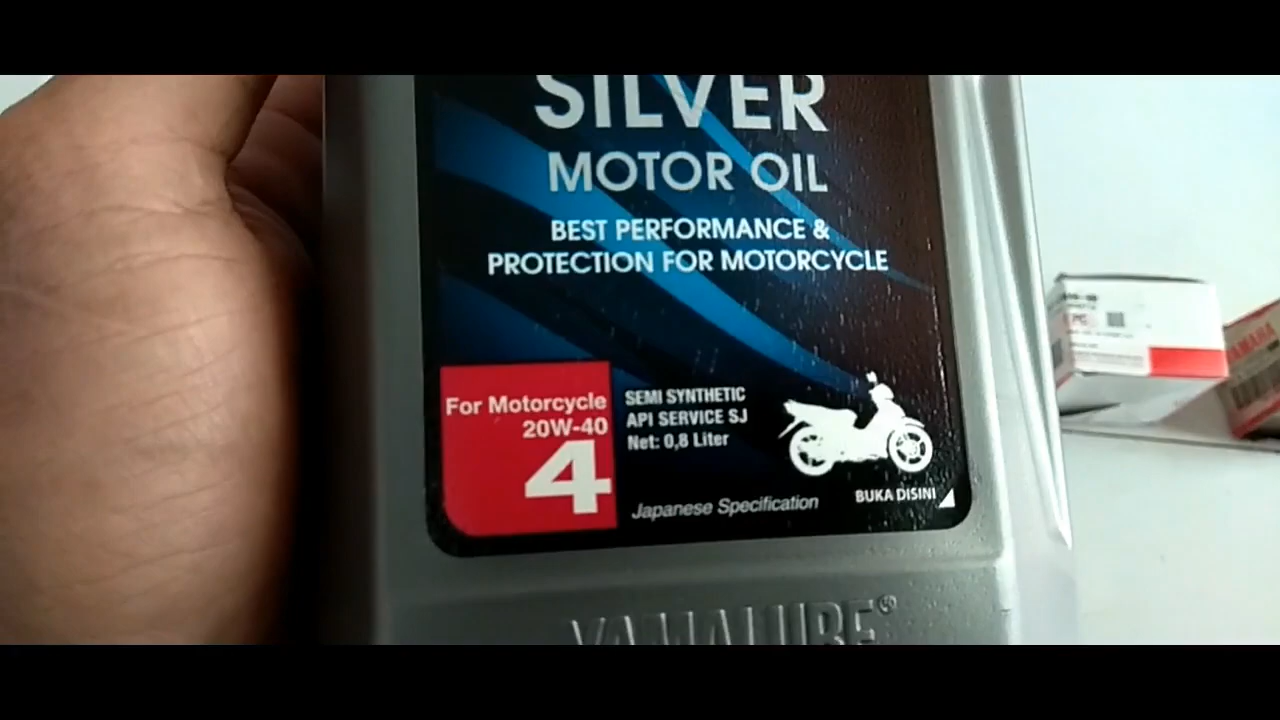 SILVER
MOTOR OIL
BEST PERFORMANCE &
PROTECTION FOR MOTORCYCLE
For Motorcycle
20W-40
4
SEMI SYNTHETIC
API SERVICE SJ
Net: 0,8 Liter
Japanese Specification
BUKA DISINI
YAMALUBE®
YAMAHA